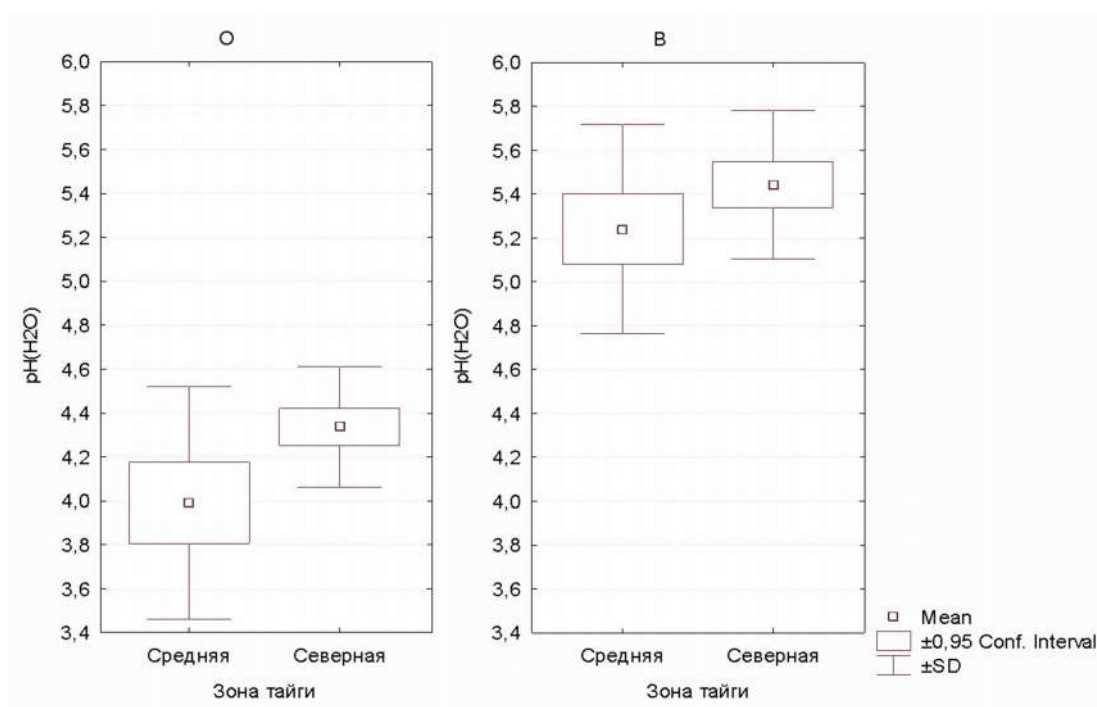 О
pH(H2O)
6,0
5,8
5,6
5,4
5,2
5,0
4,8
4,6
4,4
4,2
4,0
3,8
3,6
3,4
Средняя Северная
Зона тайги
В
pH(H2O)
6,0
5,8
5,6
5,4
5,2
5,0
4,8
4,6
4,4
4,2
4,0
3,8
3,6
3,4
Средняя Северная
Зона тайги
Mean
±0,95 Conf. Interval
±SD